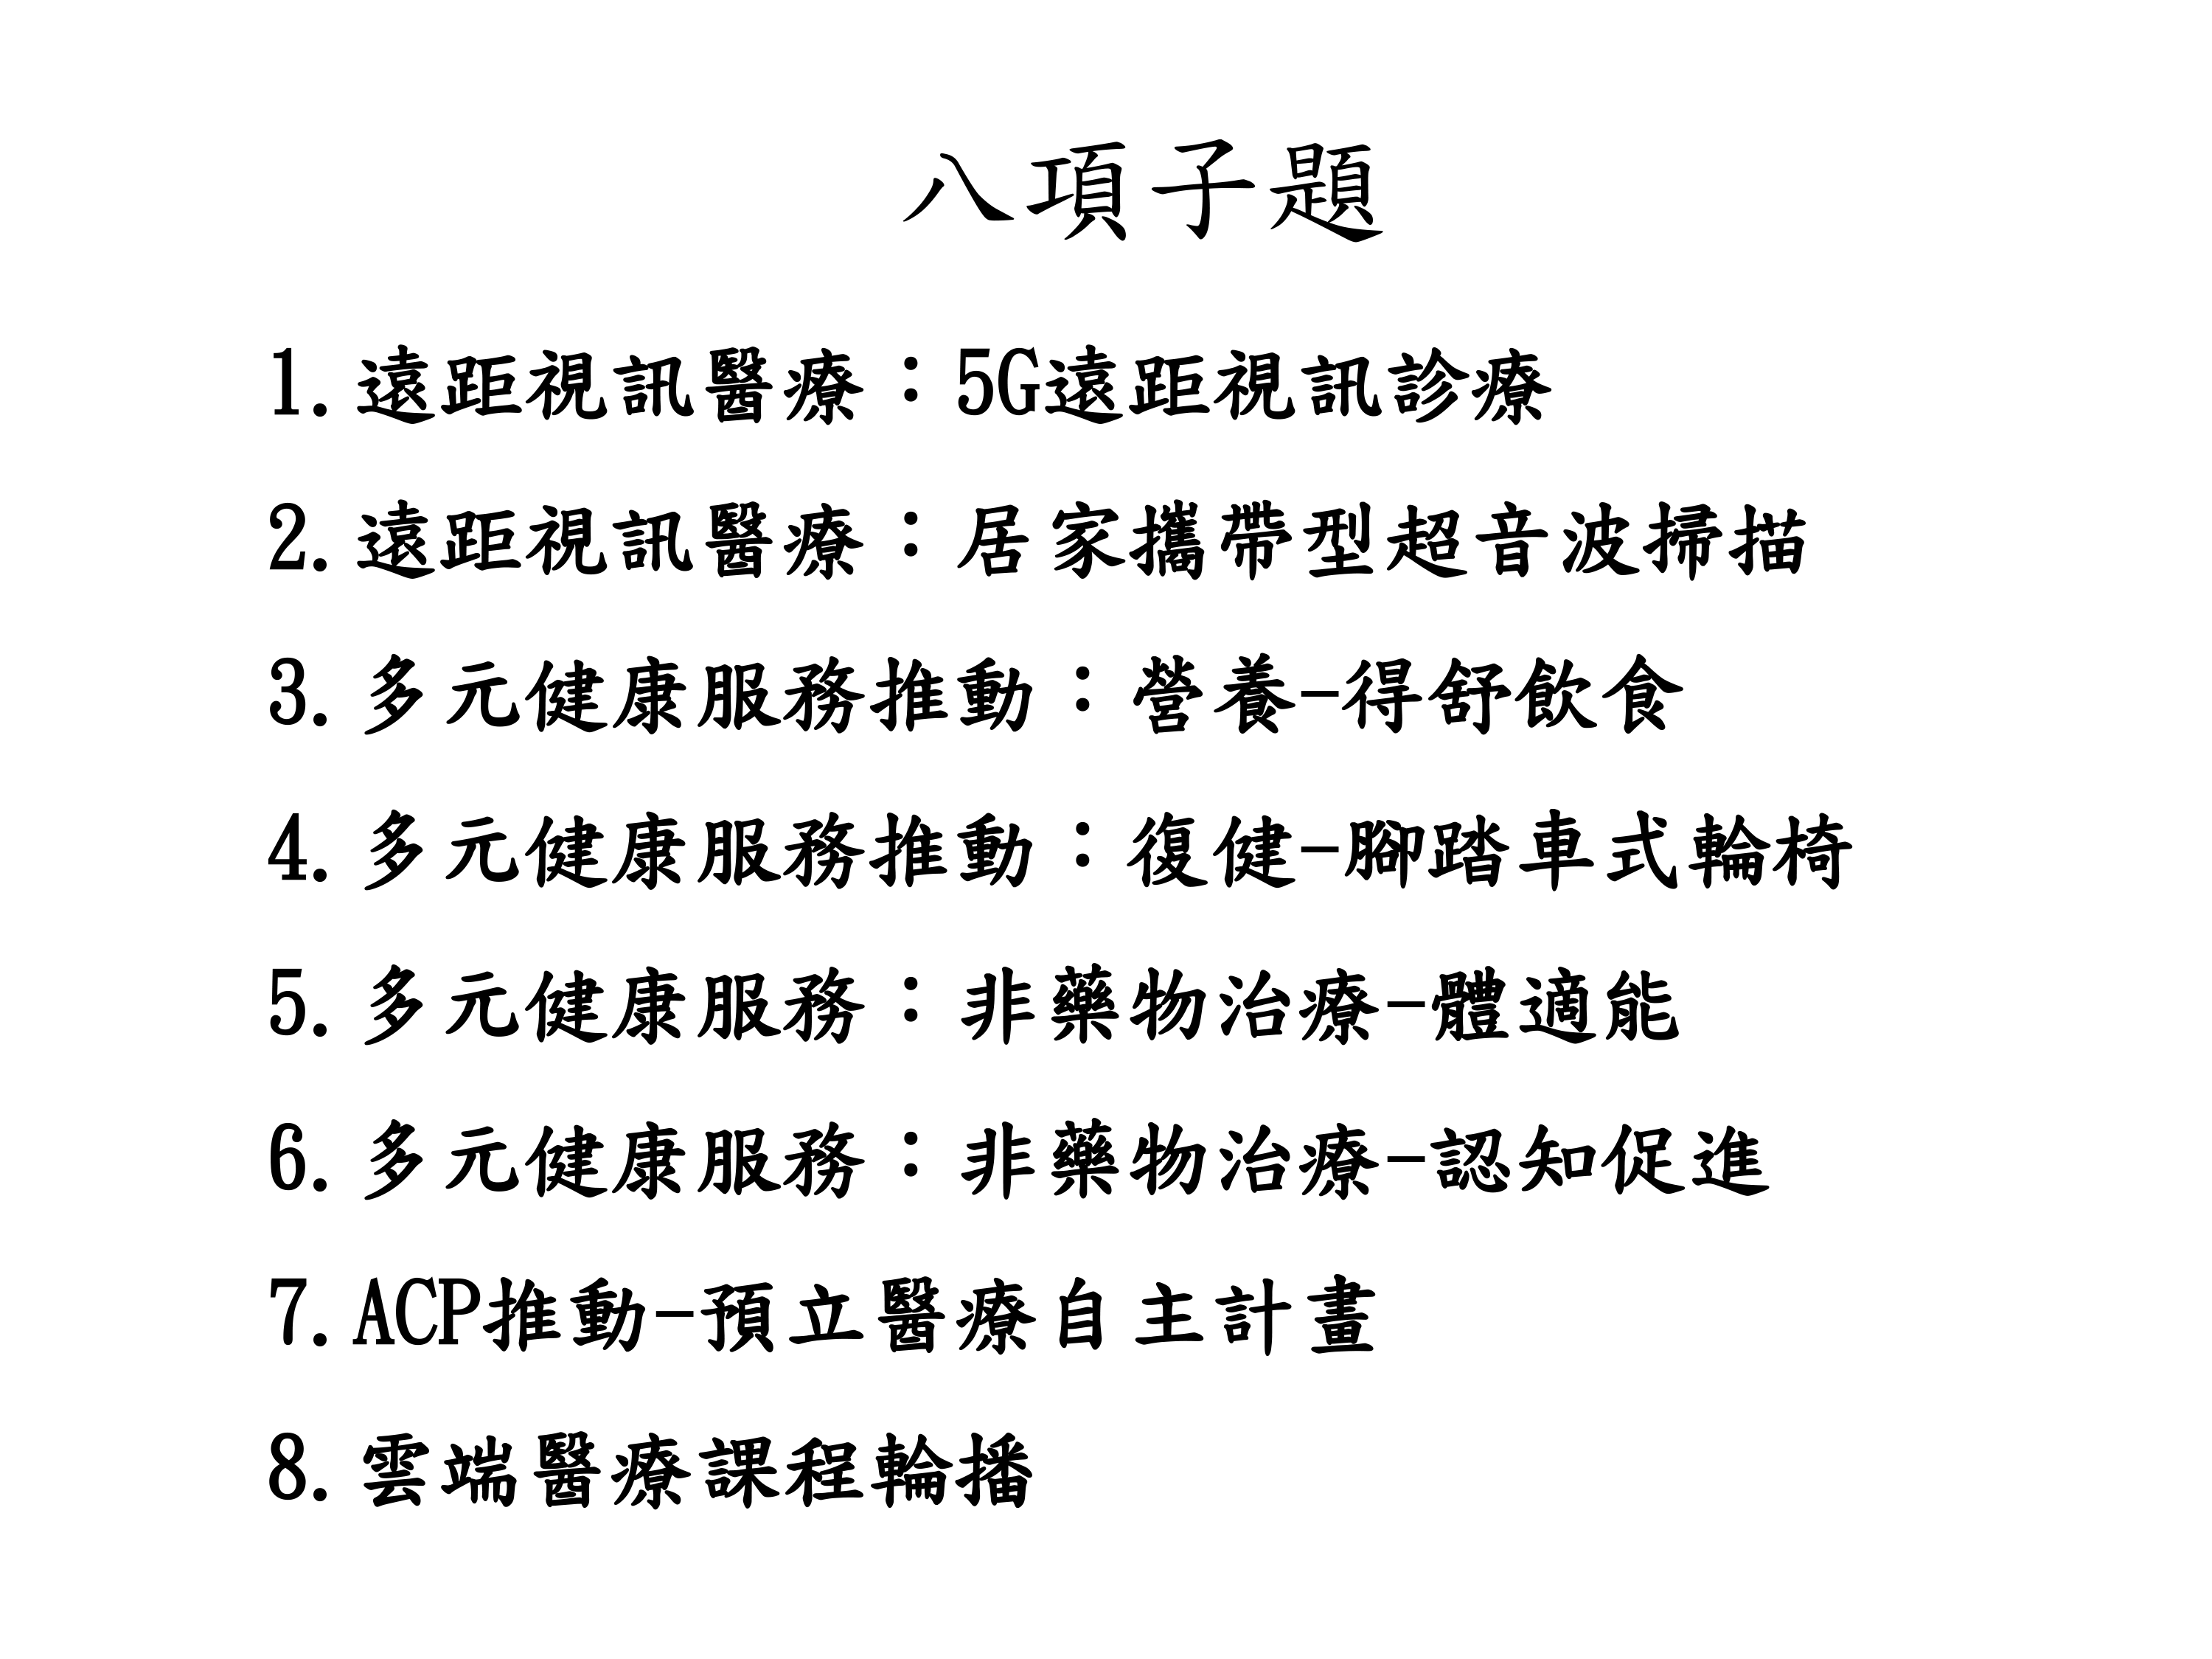 八項子題
1.遠距視訊醫療：5G遠距視訊診療
2.遠距視訊醫療：居家攜帶型超音波掃描
3.多元健康服務推動：營養-得舒飲食
4.多元健康服務推動：復健-腳踏車式輪椅
5.多元健康服務：非藥物治療-體適能
6.多元健康服務：非藥物治療-認知促進
7.ACP推動-預立醫療自主計畫
8.雲端醫療課程輪播